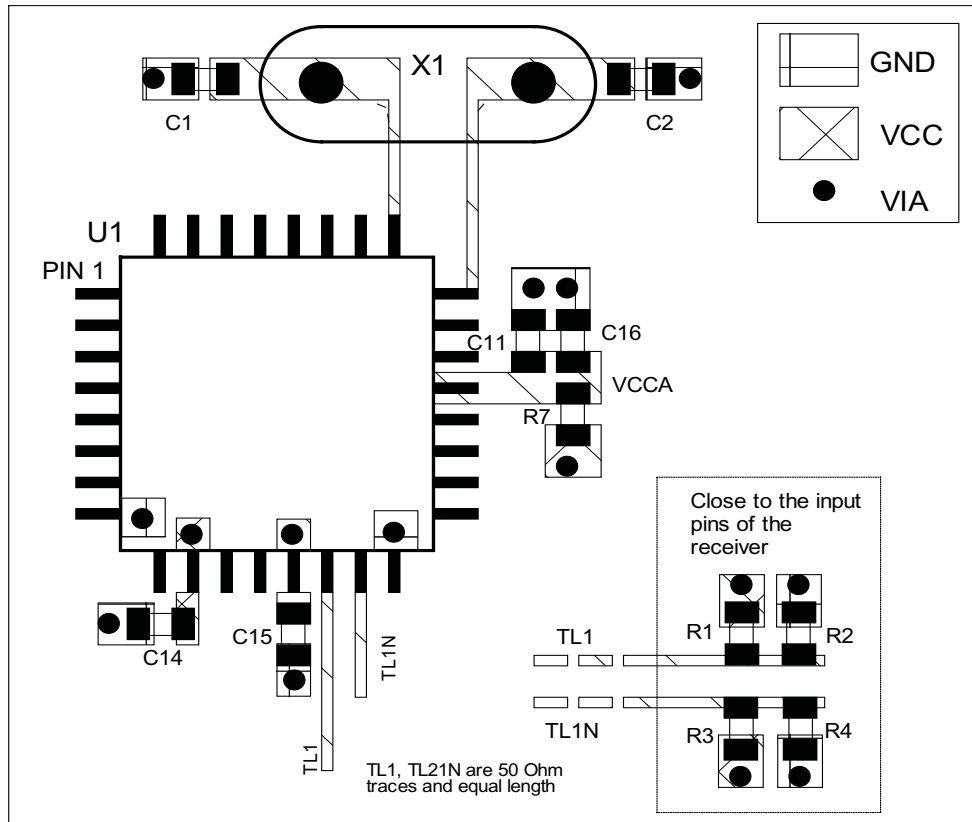 X1
GND
VCC
VIA
C1
C2
U1
PIN 1
C11
C16
VCCA
R7
Close to the input
pins of the
receiver
R1
R2
TL1
C14
C15
TL1N
TL1
TL1N
R3
R4
TL1, TL21N are 50 Ohm
traces and equal length